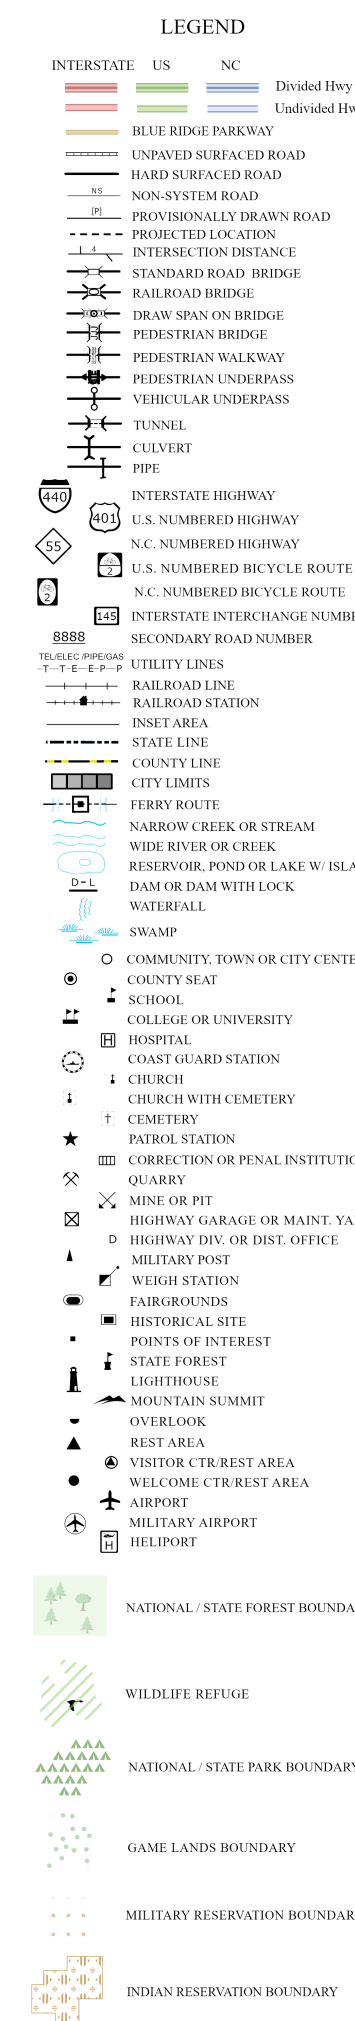 LEGEND
INTERSTATE US NC
Divided Hwy
Undivided Hw
BLUE RIDGE PARKWAY
UNPAVED SURFACED ROAD
HARD SURFACED ROAD
NS NON-SYSTEM ROAD
[P] PROVISIONALLY DRAWN ROAD
PROJECTED LOCATION
.4 INTERSECTION DISTANCE
STANDARD ROAD BRIDGE
RAILROAD BRIDGE
DRAW SPAN ON BRIDGE
PEDESTRIAN BRIDGE
PEDESTRIAN WALKWAY
PEDESTRIAN UNDERPASS
VEHICULAR UNDERPASS
TUNNEL
CULVERT
PIPE
440 INTERSTATE HIGHWAY
401 U.S. NUMBERED HIGHWAY
55 N.C. NUMBERED HIGHWAY
2 U.S. NUMBERED BICYCLE ROUTE
2 N.C. NUMBERED BICYCLE ROUTE
145 INTERSTATE INTERCHANGE NUMBE
8888 SECONDARY ROAD NUMBER
TEL/ELEC /PIPE/GAS
-T--T--E--E--P--P UTILITY LINES
RAILROAD LINE
RAILROAD STATION
INSET AREA
STATE LINE
COUNTY LINE
CITY LIMITS
FERRY ROUTE
NARROW CREEK OR STREAM
WIDE RIVER OR CREEK
RESERVOIR, POND OR LAKE W/ ISLA
D-L DAM OR DAM WITH LOCK
WATERFALL
SWAMP
COMMUNITY, TOWN OR CITY CENTE
COUNTY SEAT
SCHOOL
COLLEGE OR UNIVERSITY
H HOSPITAL
COAST GUARD STATION
CHURCH
CHURCH WITH CEMETERY
CEMETERY
PATROL STATION
CORRECTION OR PENAL INSTITUTIO
QUARRY
MINE OR PIT
HIGHWAY GARAGE OR MAINT. YA
D HIGHWAY DIV. OR DIST. OFFICE
MILITARY POST
WEIGH STATION
FAIRGROUNDS
HISTORICAL SITE
POINTS OF INTEREST
STATE FOREST
LIGHTHOUSE
MOUNTAIN SUMMIT
OVERLOOK
REST AREA
VISITOR CTR/REST AREA
WELCOME CTR/REST AREA
AIRPORT
MILITARY AIRPORT
H HELIPORT
NATIONAL / STATE FOREST BOUNDA
WILDLIFE REFUGE
NATIONAL / STATE PARK BOUNDARY
GAME LANDS BOUNDARY
MILITARY RESERVATION BOUNDAR
INDIAN RESERVATION BOUNDARY